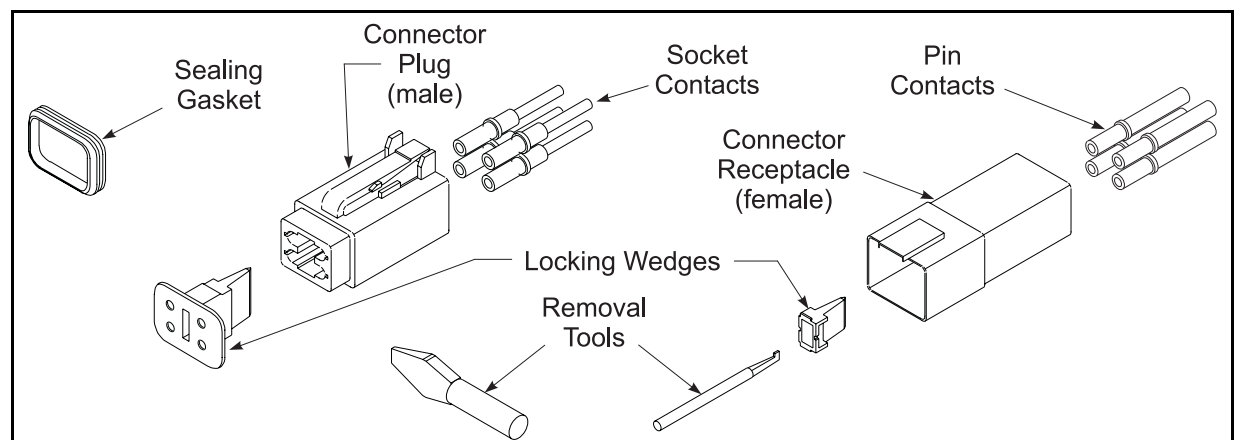 Sealing
Gasket
Connector
Plug
(male)
Socket
Contacts
Pin
Contacts
Connector
Receptacle
(female)
Locking Wedges
Removal
Tools